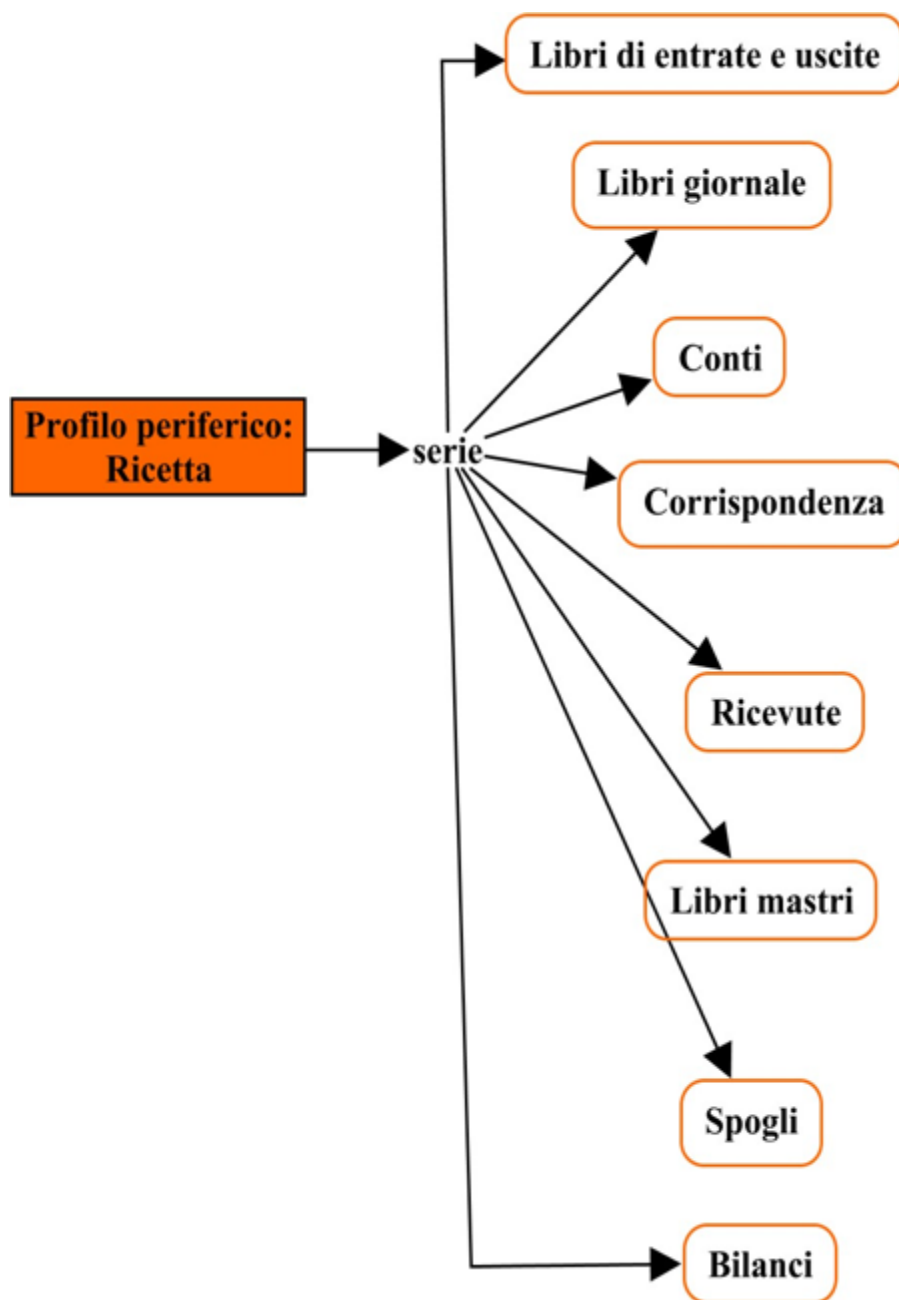 Libri di entrate e uscite
Libri giornale
Conti
Profilo periferico:
Ricetta
serie
Corrispondenza
Ricevute
Libri mastri
Spogli
Bilanci